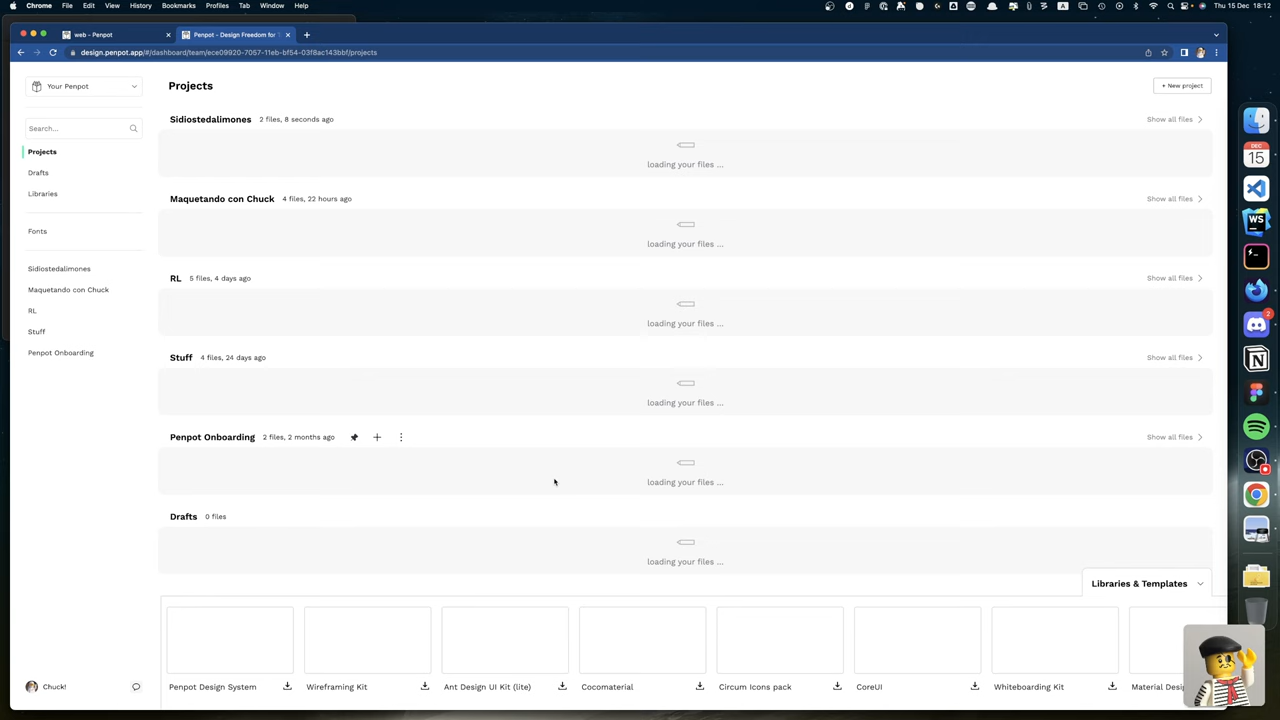 Chrome File Edit View History Bookmarks Profiles Tab Window Help
Thu 15 Dec 18:12
web - Penpot
Penpot - Design Freedom for
design.penpot.app/#/dashboard/team/ece09920-7057-11eb-bf54-03f8ac143bbf/projects
Your Penpot
Projects
+ New project
Search...
Projects
Drafts
Libraries
Fonts
Sidiostedalimones
Maquetando con Chuck
RL
Stuff
Penpot Onboarding
Sidiostedalimones 2 files, 8 seconds ago
Show all files
loading your files ...
Maquetando con Chuck 4 files, 22 hours ago
Show all files
loading your files ...
RL 5 files, 4 days ago
Show all files
loading your files ...
Stuff 4 files, 24 days ago
Show all files
loading your files ...
Penpot Onboarding 2 files, 2 months ago
Show all files
loading your files ...
Drafts 0 files
loading your files ...
Libraries & Templates
Penpot Design System
Wireframing Kit
Ant Design UI Kit (lite)
Cocomaterial
Circum Icons pack
CoreUI
Whiteboarding Kit
Material
Chuck!
DEC
15
WS
2